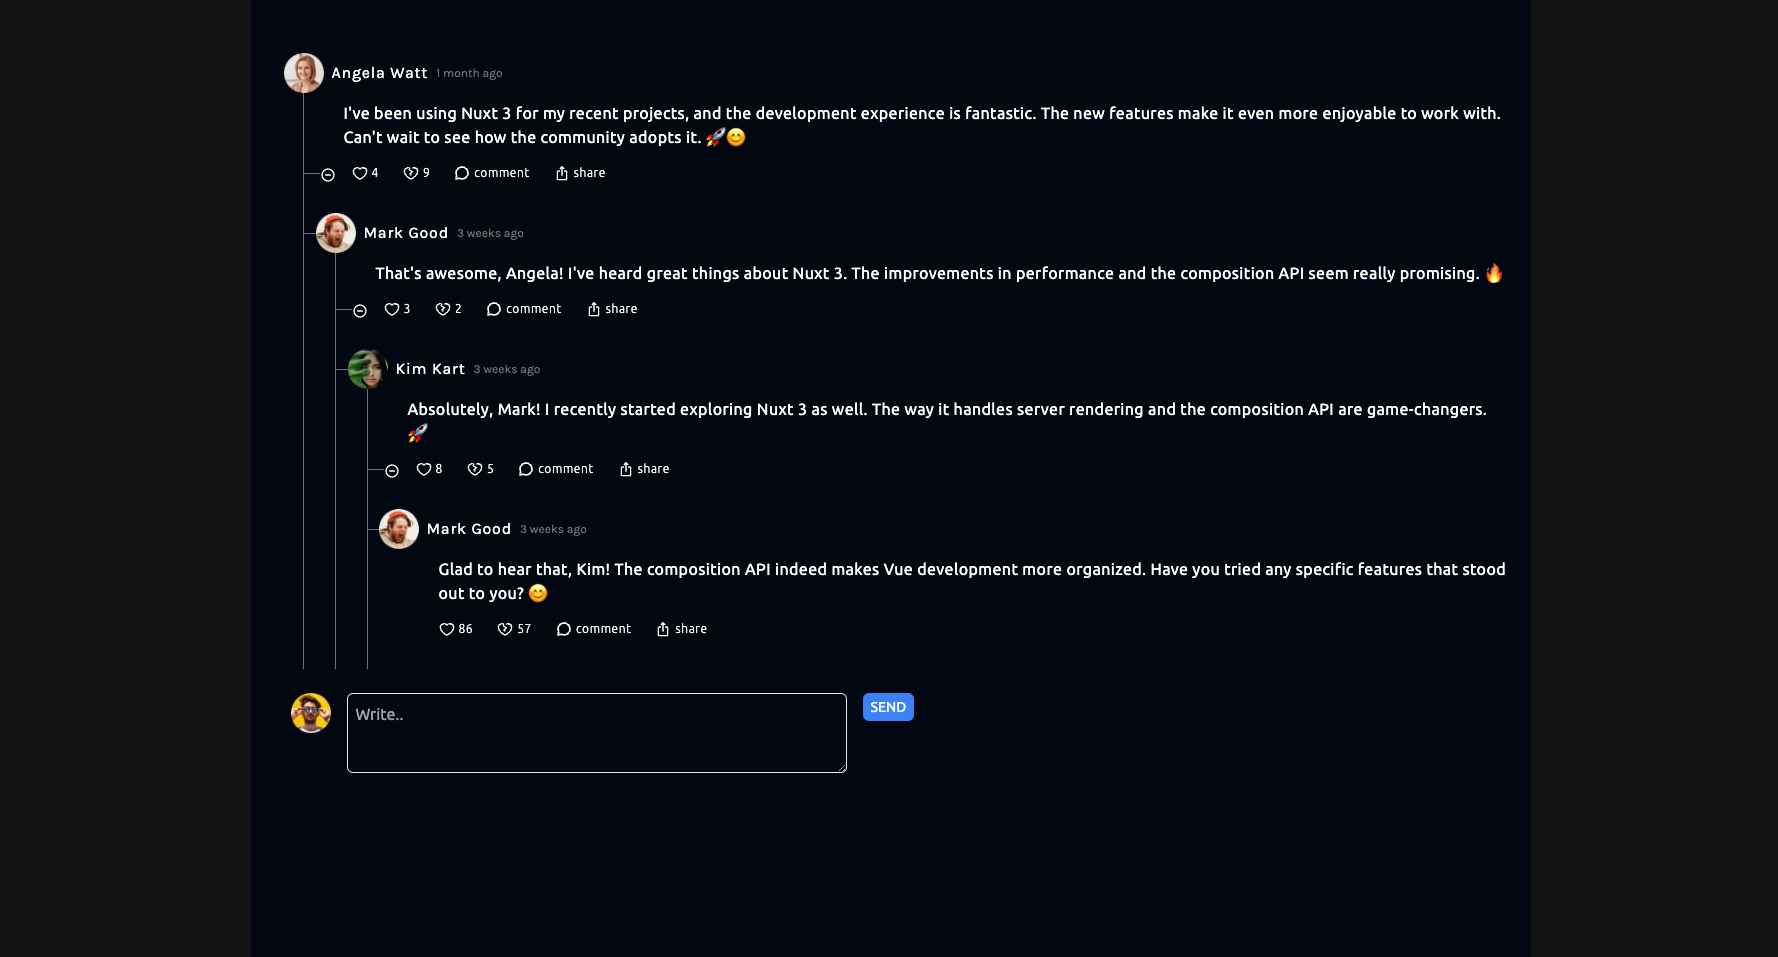 Angela Watt 1 month ago
I've been using Nuxt 3 for my recent projects, and the development experience is fantastic. The new features make it even more enjoyable to work with.
Can't wait to see how the community adopts it. 🚀😊
4 9 comment share
Mark Good 3 weeks ago
That's awesome, Angela! I've heard great things about Nuxt 3. The improvements in performance and the composition API seem really promising. 🔥
3 2 comment share
Kim Kart 3 weeks ago
Absolutely, Mark! I recently started exploring Nuxt 3 as well. The way it handles server rendering and the composition API are game-changers.
🚀
8 5 comment share
Mark Good 3 weeks ago
Glad to hear that, Kim! The composition API indeed makes Vue development more organized. Have you tried any specific features that stood
out to you? 😊
86 57 comment share
Write..
SEND